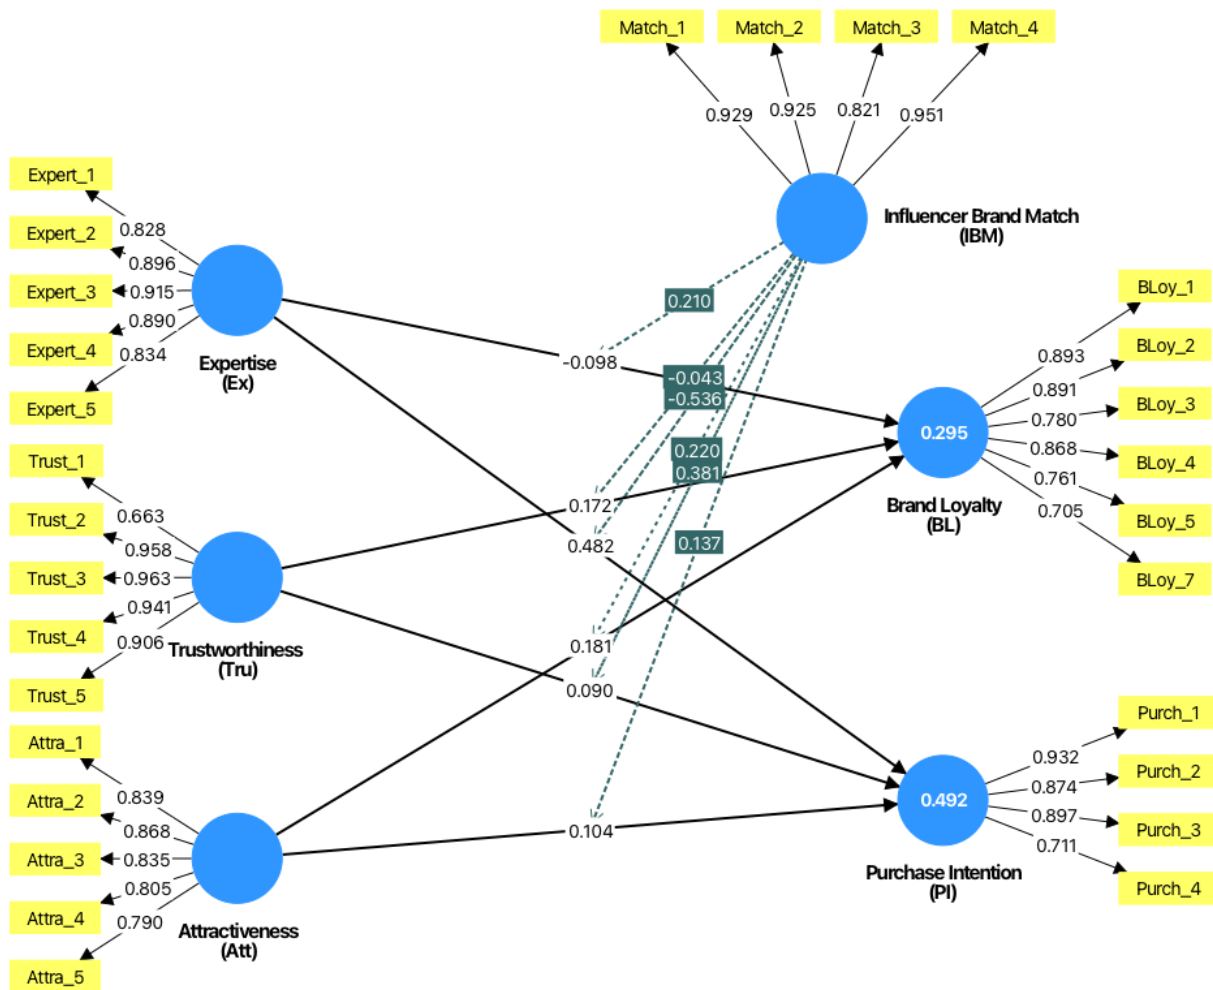 Match_1
Match_2
Match_3
Match_4
0.929
0.925
0.821
0.951
Influencer Brand Match
(IBM)
Expert_1
Expert_2
Expert_3
Expert_4
Expert_5
0.828
0.896
0.915
0.890
0.834
Expertise
(Ex)
Trust_1
Trust_2
Trust_3
Trust_4
Trust_5
0.663
0.958
0.963
0.941
0.906
Trustworthiness
(Tru)
Attra_1
Attra_2
Attra_3
Attra_4
Attra_5
0.839
0.868
0.835
0.805
0.790
Attractiveness
(Att)
0.210
-0.098
-0.043
-0.536
0.220
0.381
0.172
0.482
0.137
0.181
0.090
0.104
BLoy_1
BLoy_2
BLoy_3
BLoy_4
BLoy_5
BLoy_7
0.893
0.891
0.780
0.868
0.761
0.705
0.295
Brand Loyalty
(BL)
Purch_1
Purch_2
Purch_3
Purch_4
0.932
0.874
0.897
0.711
0.492
Purchase Intention
(PI)